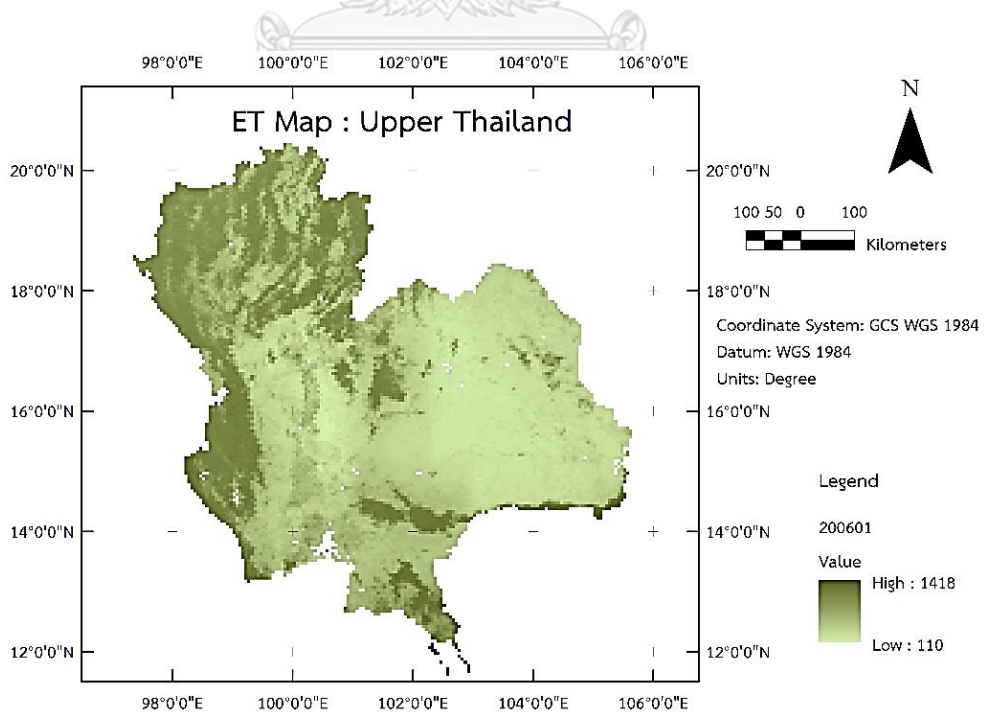 98°0'0"E 100°0'0"E 102°0'0"E 104°0'0"E 106°0'0"E
ET Map : Upper Thailand
N
20°0'0"N 20°0'0"N
100 50 0 100
Kilometers
18°0'0"N 18°0'0"N
Coordinate System: GCS WGS 1984
Datum: WGS 1984
Units: Degree
16°0'0"N 16°0'0"N
Legend
200601
14°0'0"N 14°0'0"N
Value
High : 1418
Low : 110
12°0'0"N 12°0'0"N
98°0'0"E 100°0'0"E 102°0'0"E 104°0'0"E 106°0'0"E